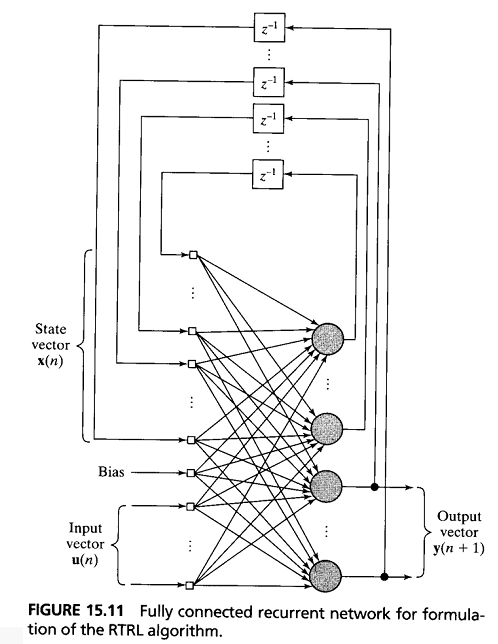 z⁻¹
z⁻¹
z⁻¹
z⁻¹
State
vector
x(n)
Bias
Input
vector
u(n)
Output
vector
y(n + 1)
FIGURE 15.11 Fully connected recurrent network for formula-
tion of the RTRL algorithm.